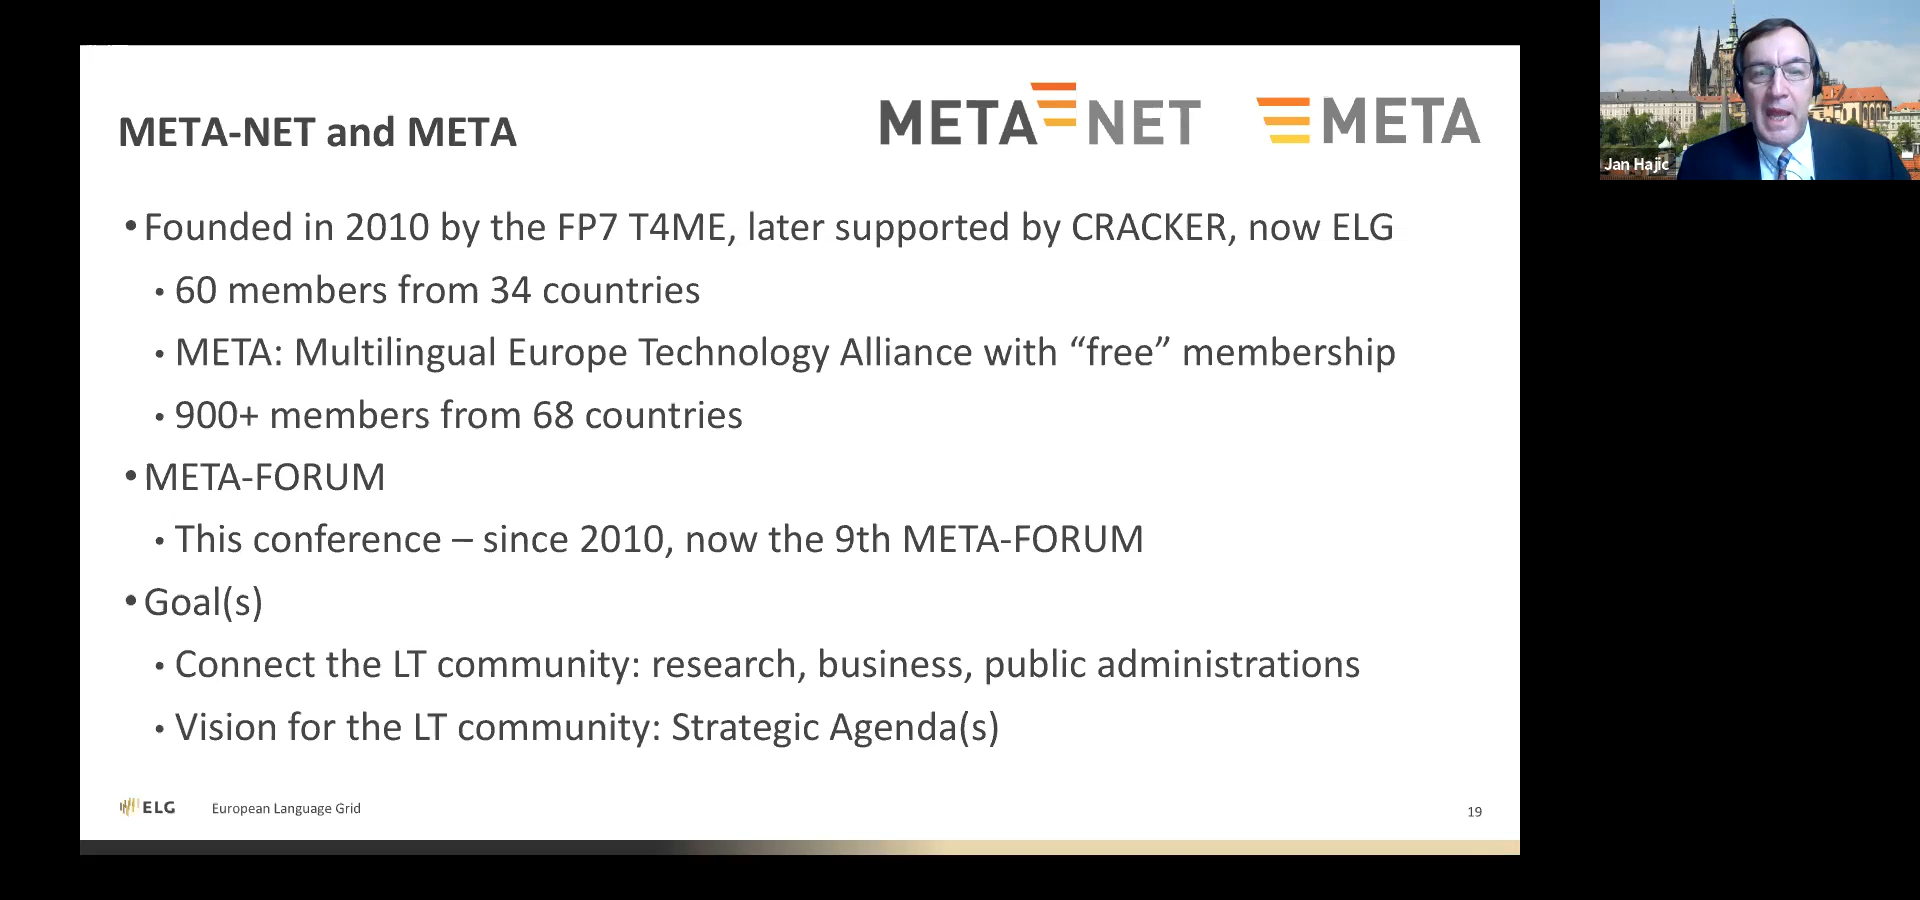 META-NET and META
META NET
META
Jan Hajic
• Founded in 2010 by the FP7 T4ME, later supported by CRACKER, now ELG
• 60 members from 34 countries
• META: Multilingual Europe Technology Alliance with “free” membership
• 900+ members from 68 countries
• META-FORUM
• This conference – since 2010, now the 9th META-FORUM
• Goal(s)
• Connect the LT community: research, business, public administrations
• Vision for the LT community: Strategic Agenda(s)
ELG
European Language Grid
19